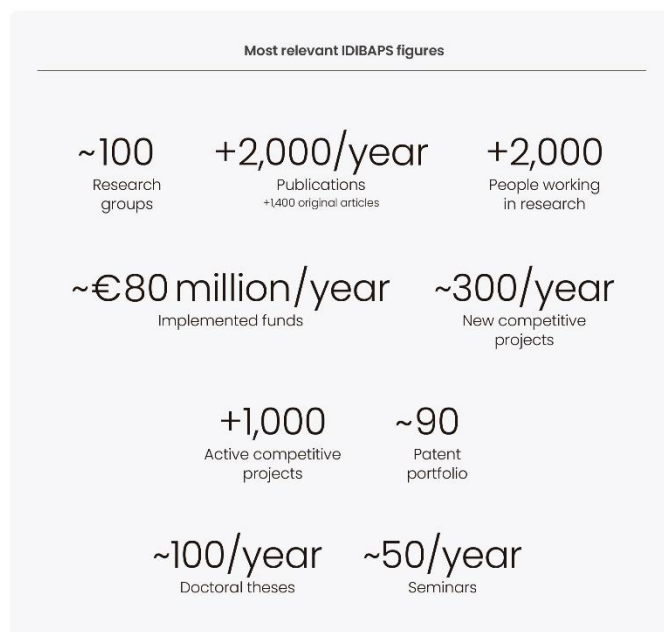 Most relevant IDIBAPS figures
~100
Research
groups
+2,000/year
Publications
+1,400 original articles
+2,000
People working
in research
~€80 million/year
Implemented funds
~300/year
New competitive
projects
+1,000
Active competitive
projects
~90
Patent
portfolio
~100/year
Doctoral theses
~50/year
Seminars